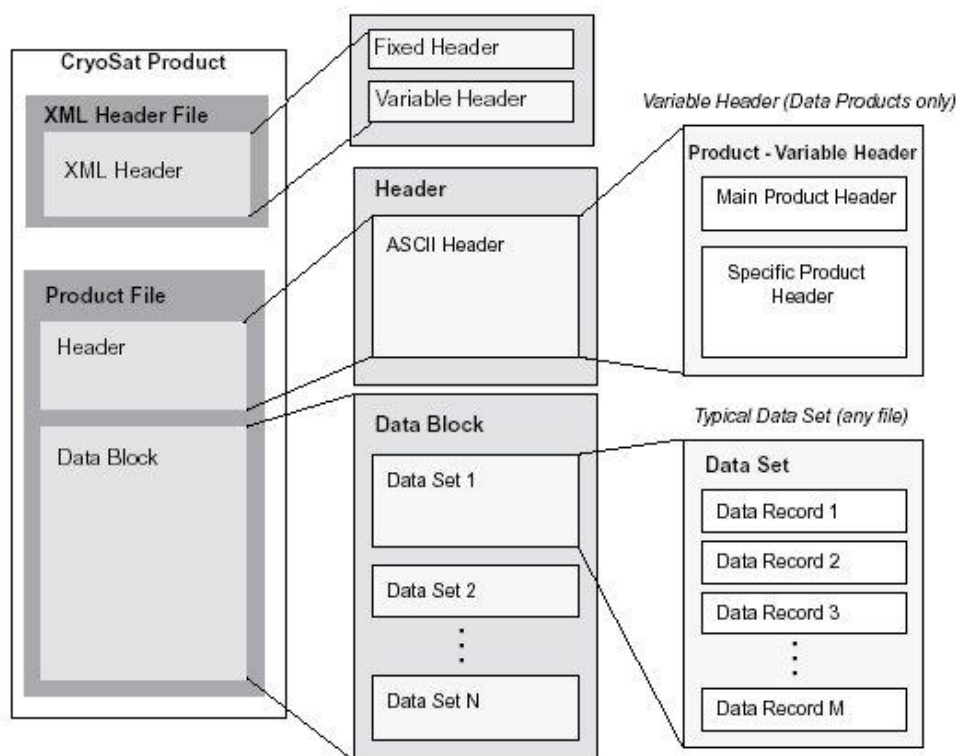 CryoSat Product
XML Header File
XML Header
Product File
Header
Data Block
Fixed Header
Variable Header
Header
ASCII Header
Data Block
Data Set 1
Data Set 2
Data Set N
Variable Header (Data Products only)
Product - Variable Header
Main Product Header
Specific Product
Header
Typical Data Set (any file)
Data Set
Data Record 1
Data Record 2
Data Record 3
Data Record M